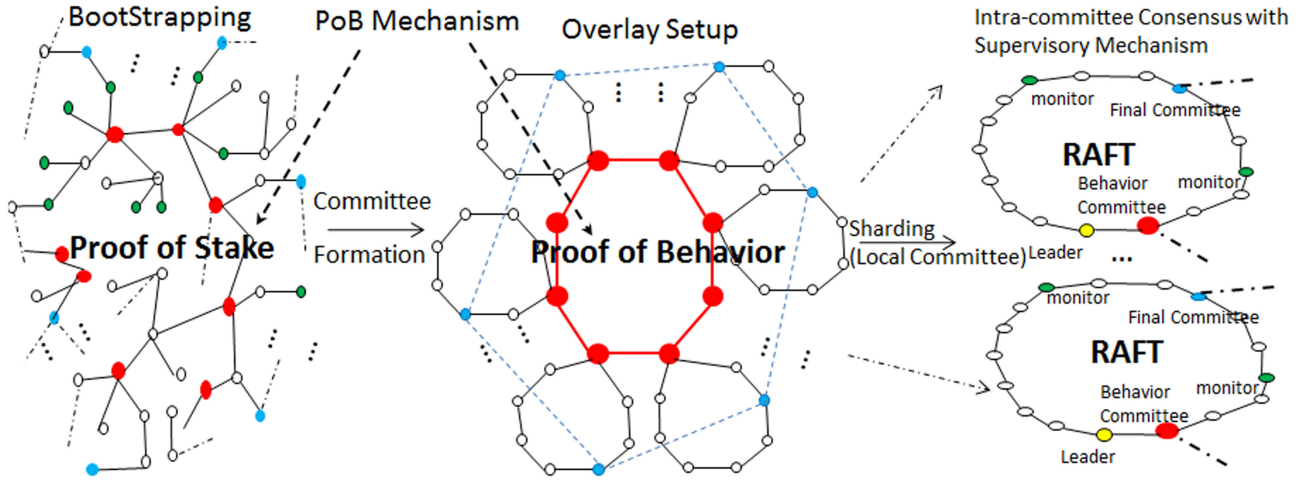 BootStrapping
PoB Mechanism
Overlay Setup
Intra-committee Consensus with
Supervisory Mechanism
Proof of Stake
Committee
Formation
Proof of Behavior
Sharding
(Local Committee)
monitor
Final Committee
RAFT
Behavior
Committee
monitor
Leader
...
monitor
Final Committee
RAFT
Behavior
Committee
monitor
Leader